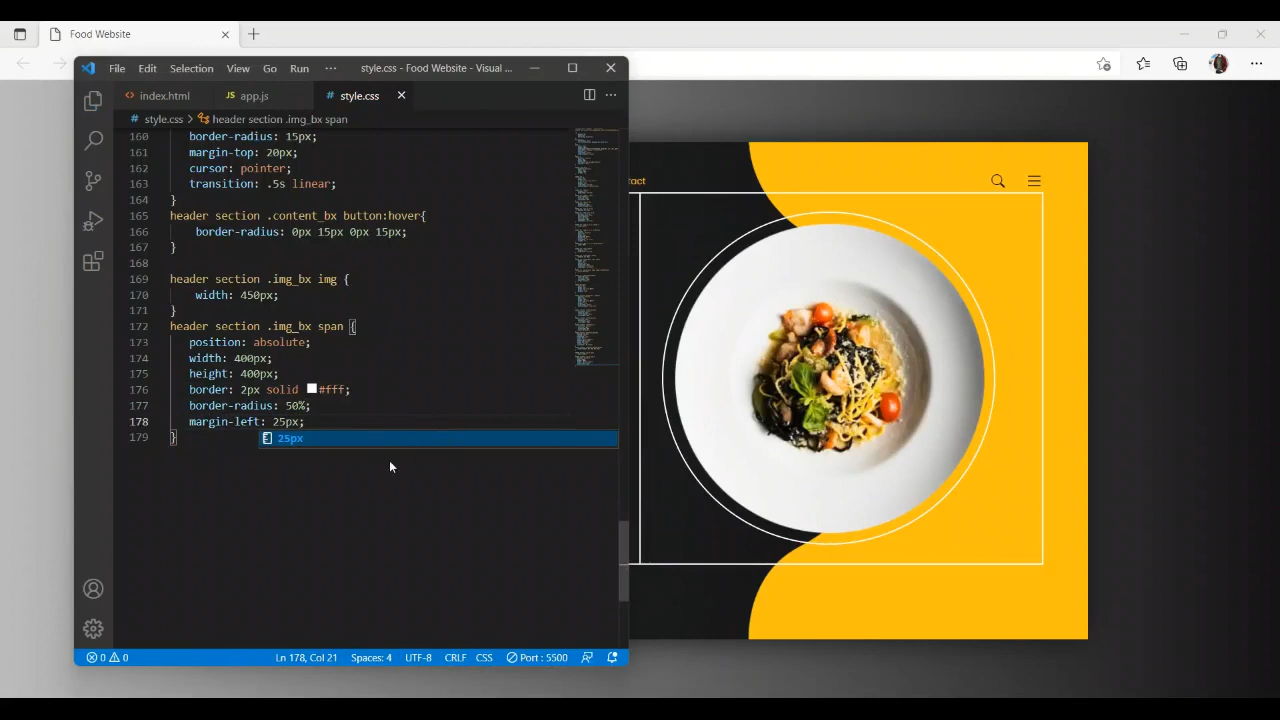 Food Website
File Edit Selection View Go Run ··· style.css - Food Website - Visual ...
index.html JS app.js # style.css
# style.css > header section .img_bx span
160 border-radius: 15px;
161 margin-top: 20px;
162 cursor: pointer;
163 transition: .5s linear;
164 }
165 header section .content_bx button:hover{
166 border-radius: 0px 15px 0px 15px;
167 }
168
169 header section .img_bx img {
170 width: 450px;
171 }
172 header section .img_bx span {
173 position: absolute;
174 width: 400px;
175 height: 400px;
176 border: 2px solid #fff;
177 border-radius: 50%;
178 margin-left: 25px;
179 }
25px
tact
0 0 Ln 178, Col 21 Spaces: 4 UTF-8 CRLF CSS Port : 5500